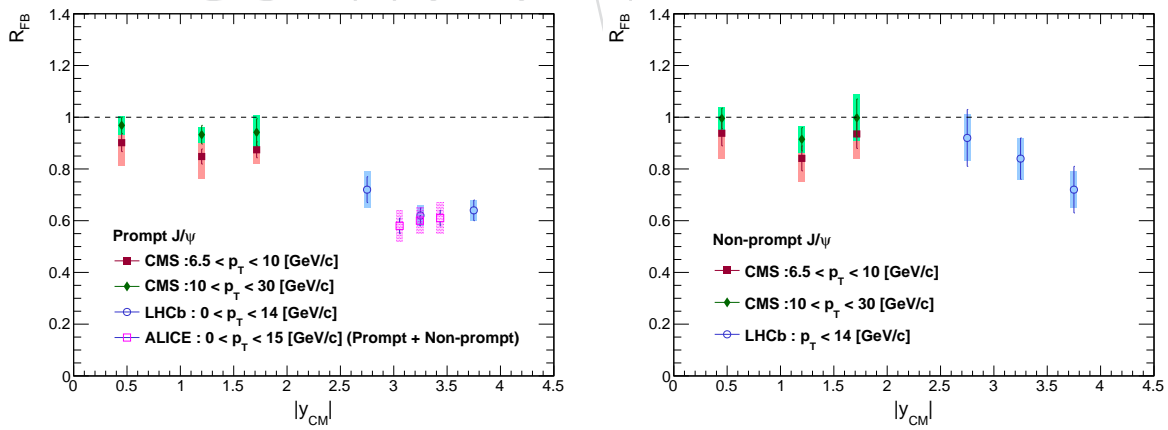 R_FB
1.4
1.2
1
0.8
0.6
0.4
0.2
0
Prompt J/ψ
CMS :6.5 < p_T < 10 [GeV/c]
CMS :10 < p_T < 30 [GeV/c]
LHCb : 0 < p_T < 14 [GeV/c]
ALICE : 0 < p_T < 15 [GeV/c] (Prompt + Non-prompt)
0 0.5 1 1.5 2 2.5 3 3.5 4 4.5
|y_CM|
R_FB
1.4
1.2
1
0.8
0.6
0.4
0.2
0
Non-prompt J/ψ
CMS :6.5 < p_T < 10 [GeV/c]
CMS :10 < p_T < 30 [GeV/c]
LHCb : p_T < 14 [GeV/c]
0 0.5 1 1.5 2 2.5 3 3.5 4 4.5
|y_CM|